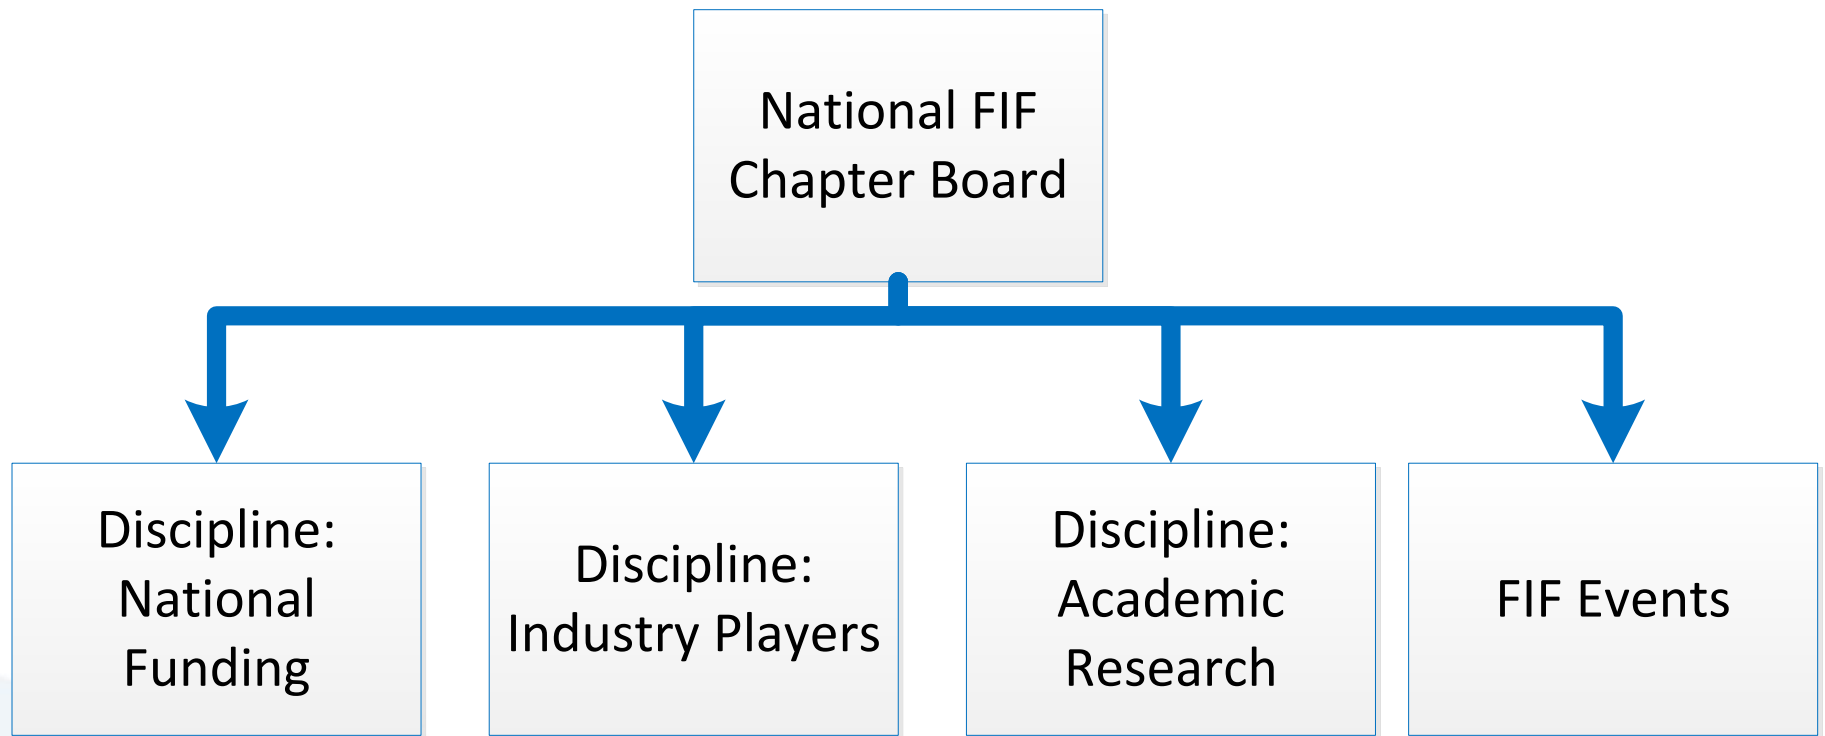 National FIF
Chapter Board
Discipline:
National
Funding
Discipline:
Industry Players
Discipline:
Academic
Research
FIF Events